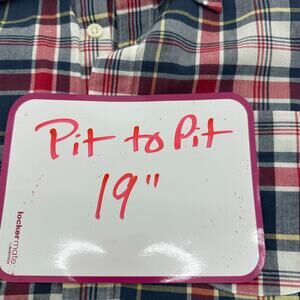 Pit to Pit
19"
lockermate